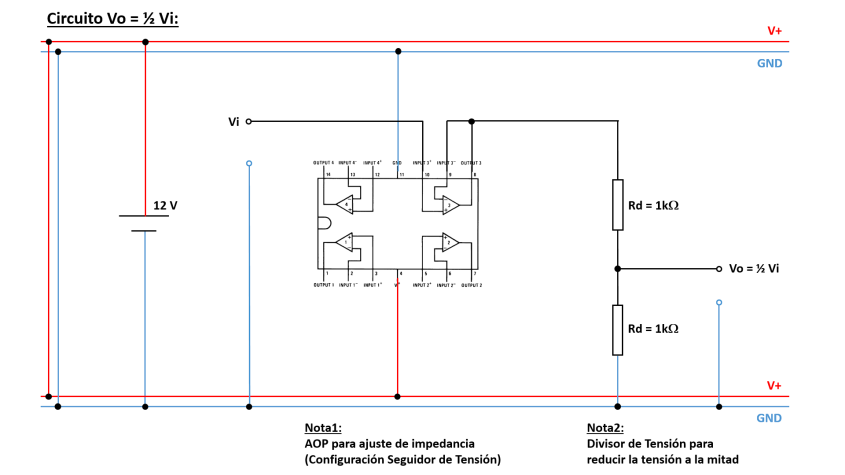 Circuito Vo = ½ Vi:
V+
GND
Vi
OUTPUT 4 INPUT 4⁻ INPUT 4⁺ GND INPUT 3⁺ INPUT 3⁻ OUTPUT 3
14 13 12 11 10 9 8
4 3
12 V
Rd = 1kΩ
1 2
Vo = ½ Vi
1 2 3 4 5 6 7
OUTPUT 1 INPUT 1⁻ INPUT 1⁺ V⁺ INPUT 2⁺ INPUT 2⁻ OUTPUT 2
Rd = 1kΩ
V+
GND
Nota1:
AOP para ajuste de impedancia
(Configuración Seguidor de Tensión)
Nota2:
Divisor de Tensión para
reducir la tensión a la mitad